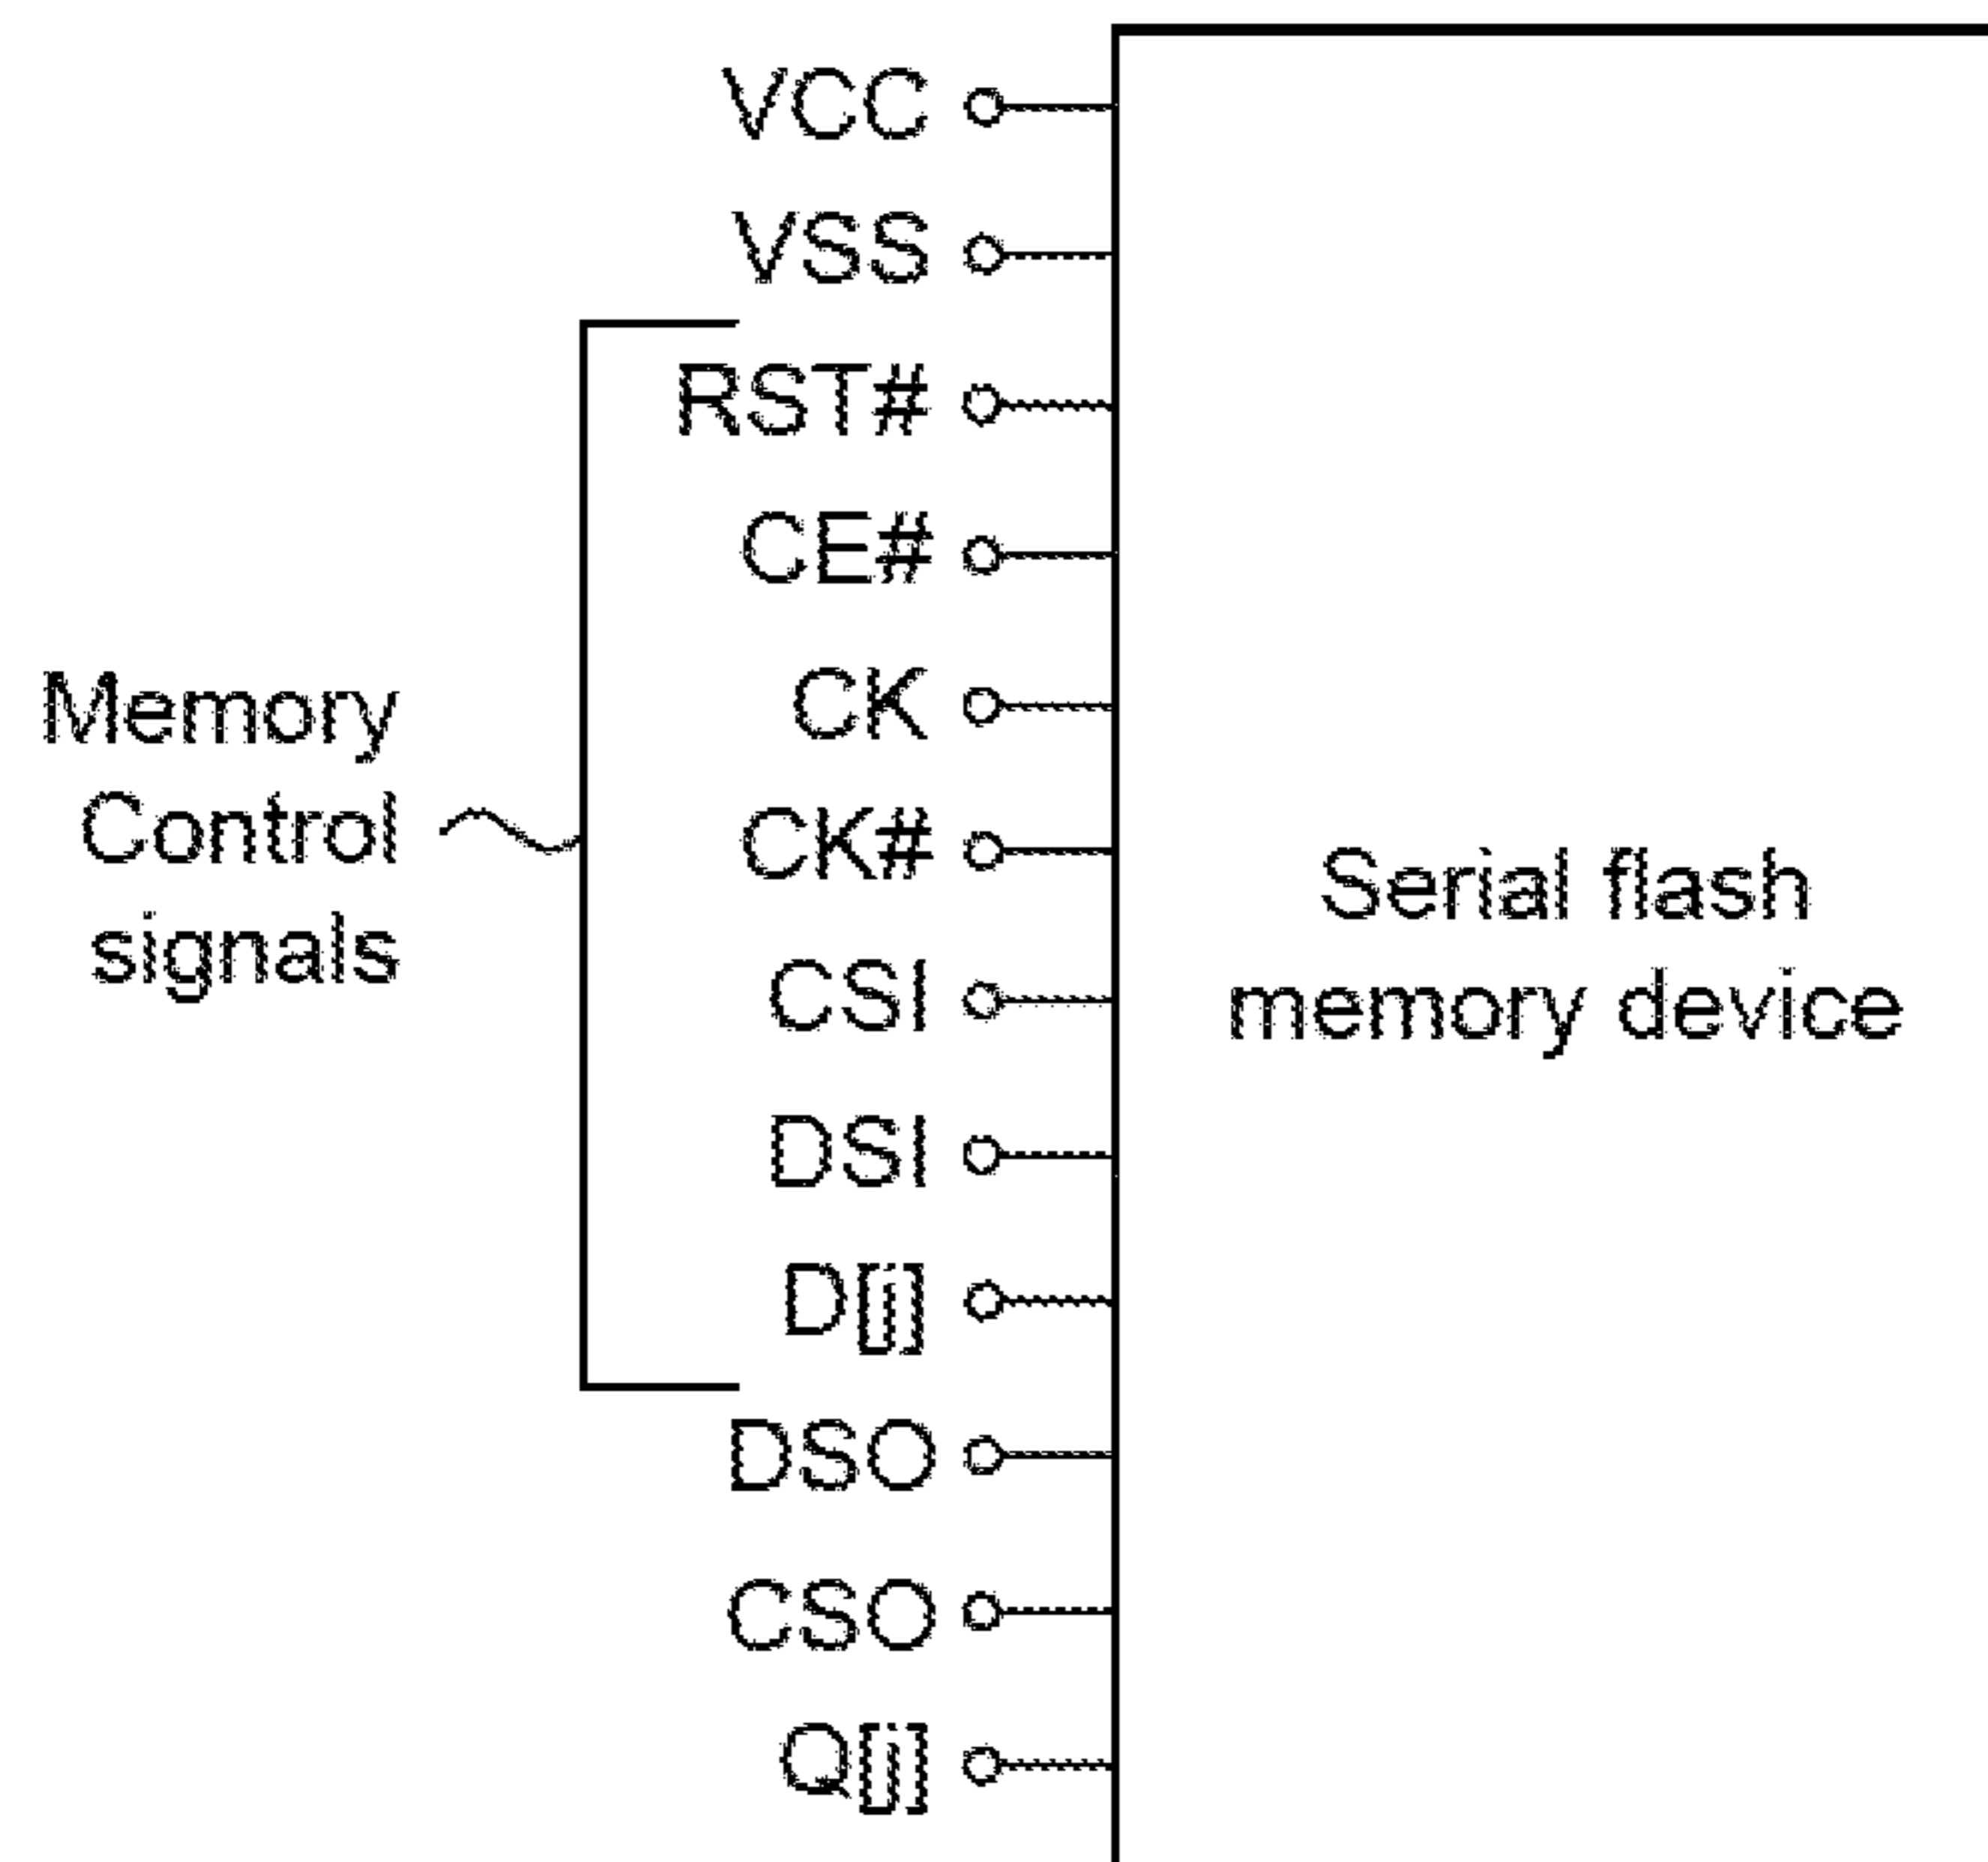 VCC
VSS
RST#
CE#
CK
CK#
CSI
DSI
D[j]
DSO
CSO
Q[j]
Memory
Control
signals
Serial flash
memory device